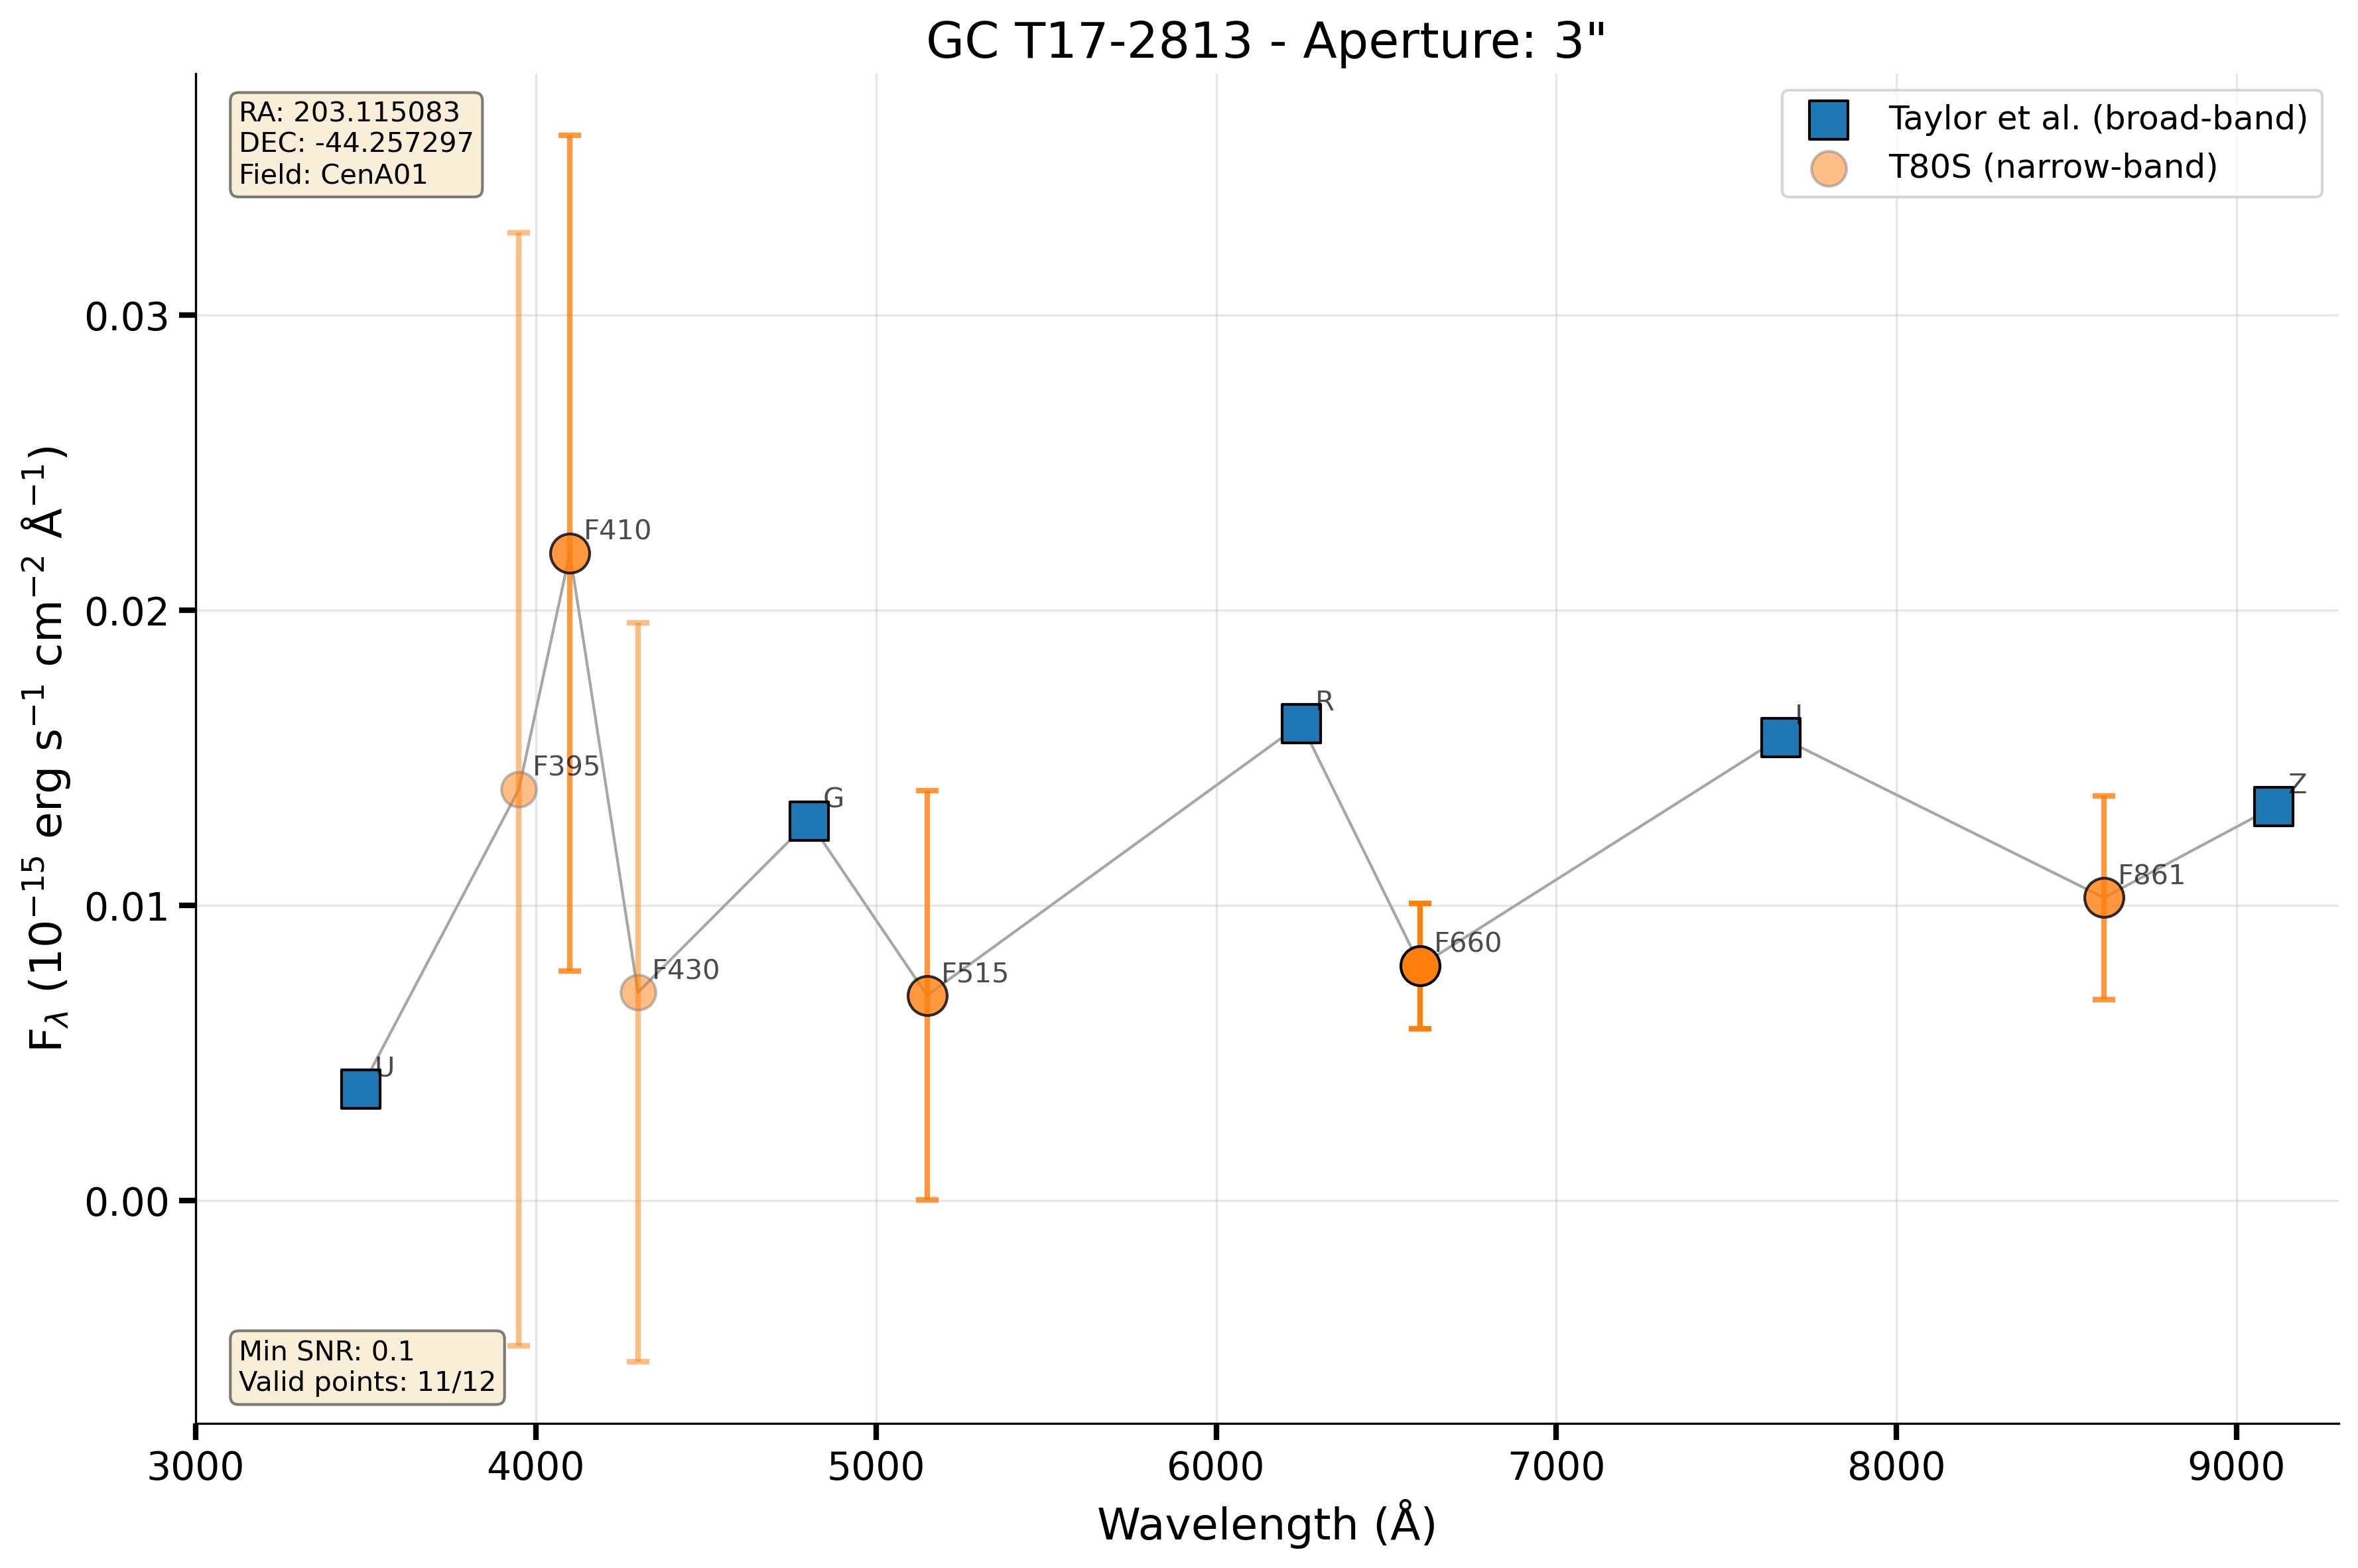 GC T17-2813 - Aperture: 3"
RA: 203.115083
DEC: -44.257297
Field: CenA01
Taylor et al. (broad-band)
T80S (narrow-band)
F410
F395
F430
G
F515
R
F660
I
F861
Z
U
Min SNR: 0.1
Valid points: 11/12
0.03
0.02
0.01
0.00
F_λ (10⁻¹⁵ erg s⁻¹ cm⁻² Å⁻¹)
3000 4000 5000 6000 7000 8000 9000
Wavelength (Å)